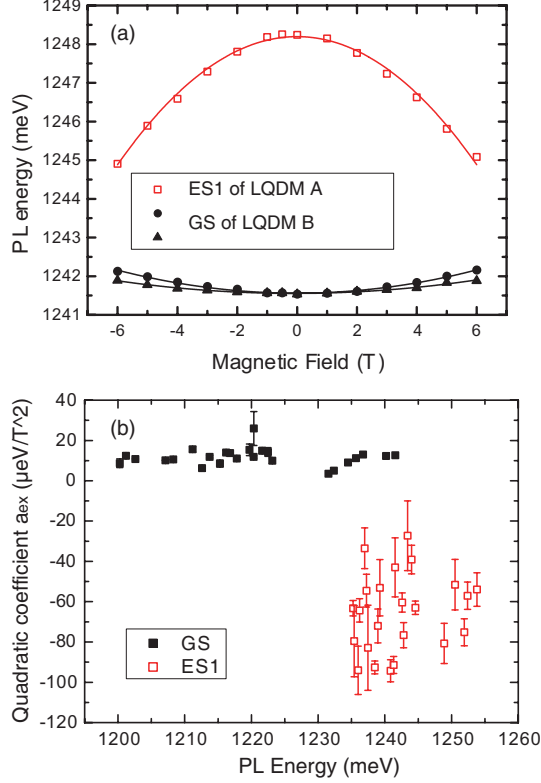 (a)
1248
1247
1246
1245
1244
1243
1242
1241
PL energy (meV)
ES1 of LQDM A
GS of LQDM B
-6 -4 -2 0 2 4 6
Magnetic Field (T)
(b)
40
20
0
-20
-40
-60
-80
-100
-120
Quadratic coefficient aex (μeV/T^2)
GS
ES1
1200 1210 1220 1230 1240 1250 1260
PL Energy (meV)